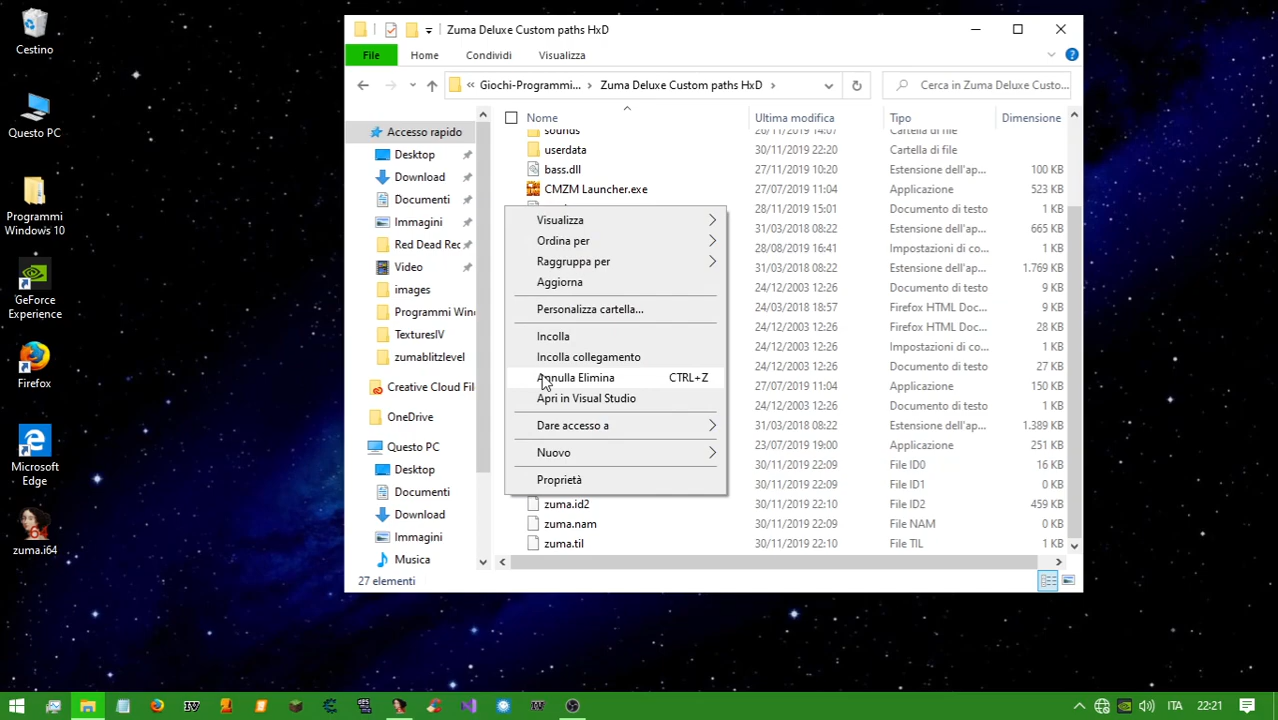 Cestino
Questo PC
Programmi
Windows 10
GeForce
Experience
Firefox
Microsoft
Edge
zuma.i64
Zuma Deluxe Custom paths HxD
File Home Condividi Visualizza
« Giochi-Programmi... > Zuma Deluxe Custom paths HxD >
Cerca in Zuma Deluxe Custo...
Accesso rapido
Desktop
Download
Documenti
Immagini
Red Dead Rec
Video
images
Programmi Wind
TexturesIV
zumablitzlevel
Creative Cloud Fil
OneDrive
Questo PC
Desktop
Documenti
Download
Immagini
Musica
Nome Ultima modifica Tipo Dimensione
sounds 26/11/2019 14:07 Cartella di file
userdata 30/11/2019 22:20 Cartella di file
bass.dll 27/11/2019 10:20 Estensione dell'ap... 100 KB
CMZM Launcher.exe 27/07/2019 11:04 Applicazione 523 KB
28/11/2019 15:01 Documento di testo 1 KB
31/03/2018 08:22 Estensione dell'ap... 665 KB
28/08/2019 16:41 Impostazioni di co... 1 KB
31/03/2018 08:22 Estensione dell'ap... 1.769 KB
24/12/2003 12:26 Documento di testo 9 KB
24/03/2018 18:57 Firefox HTML Doc... 9 KB
24/12/2003 12:26 Firefox HTML Doc... 28 KB
24/12/2003 12:26 Impostazioni di co... 1 KB
24/12/2003 12:26 Documento di testo 27 KB
27/07/2019 11:04 Estensione dell'ap... 150 KB
24/12/2003 12:26 Documento di testo 9 KB
31/03/2018 08:22 Estensione dell'ap... 1.389 KB
23/07/2019 19:00 Applicazione 251 KB
30/11/2019 22:09 File ID0 16 KB
30/11/2019 22:09 File ID1 0 KB
zuma.id2 30/11/2019 22:10 File ID2 459 KB
zuma.nam 30/11/2019 22:09 File NAM 0 KB
zuma.til 30/11/2019 22:10 File TIL 1 KB
Visualizza
Ordina per
Raggruppa per
Aggiorna
Personalizza cartella...
Incolla
Incolla collegamento
Annulla Elimina CTRL+Z
Apri in Visual Studio
Dare accesso a
Nuovo
Proprietà
27 elementi
ITA 22:21